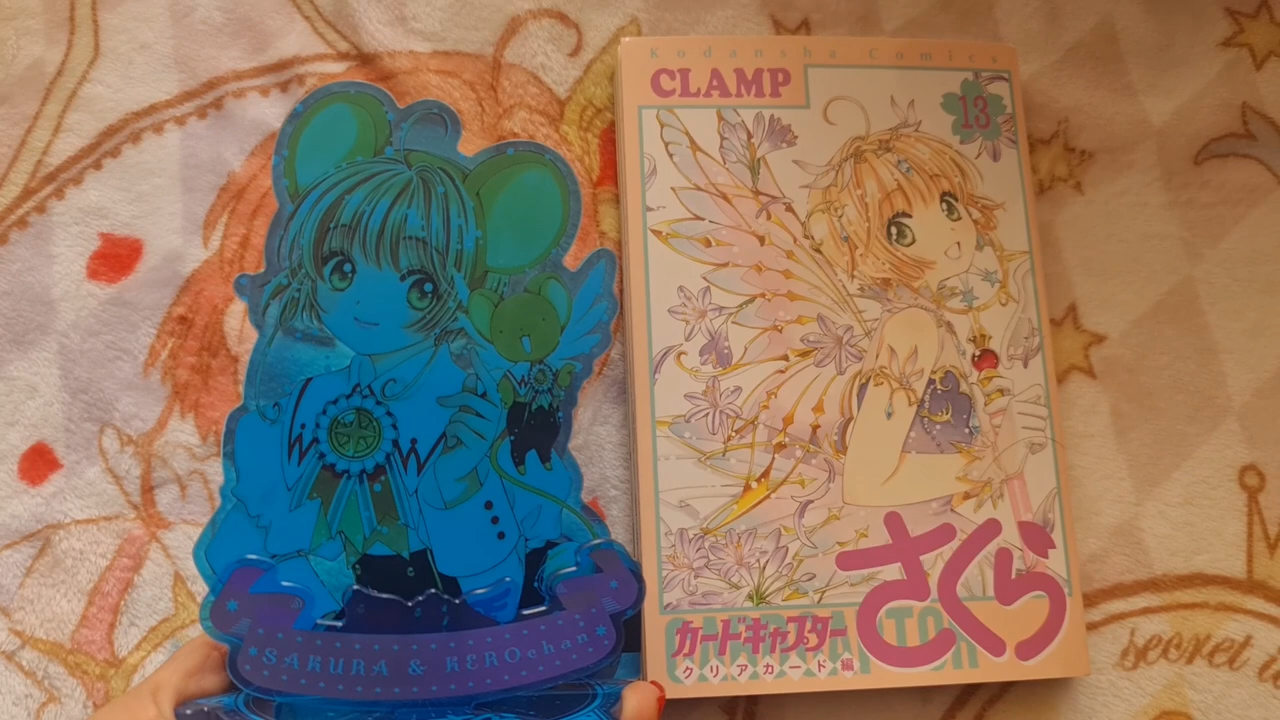 Kodansha Comics
CLAMP
13
さくら
カードキャプター
クリアカード編
*SAKURA & KEROchan*
secret